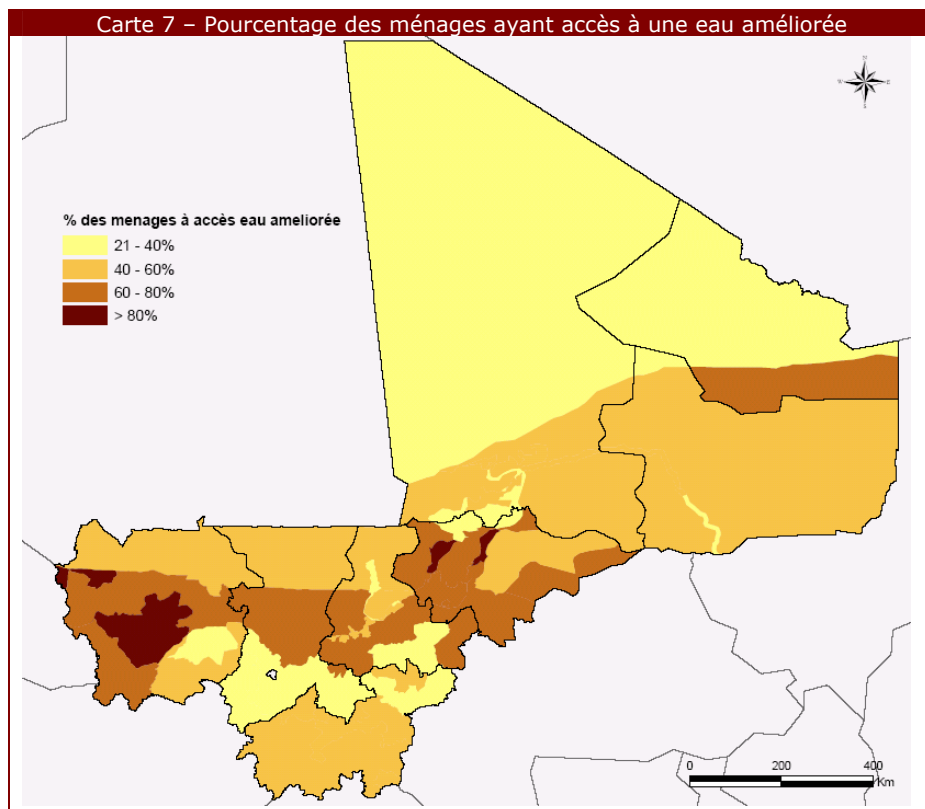 Carte 7 – Pourcentage des ménages ayant accès à une eau améliorée
% des menages à accès eau ameliorée
21 - 40%
40 - 60%
60 - 80%
> 80%
0 200 400
Km